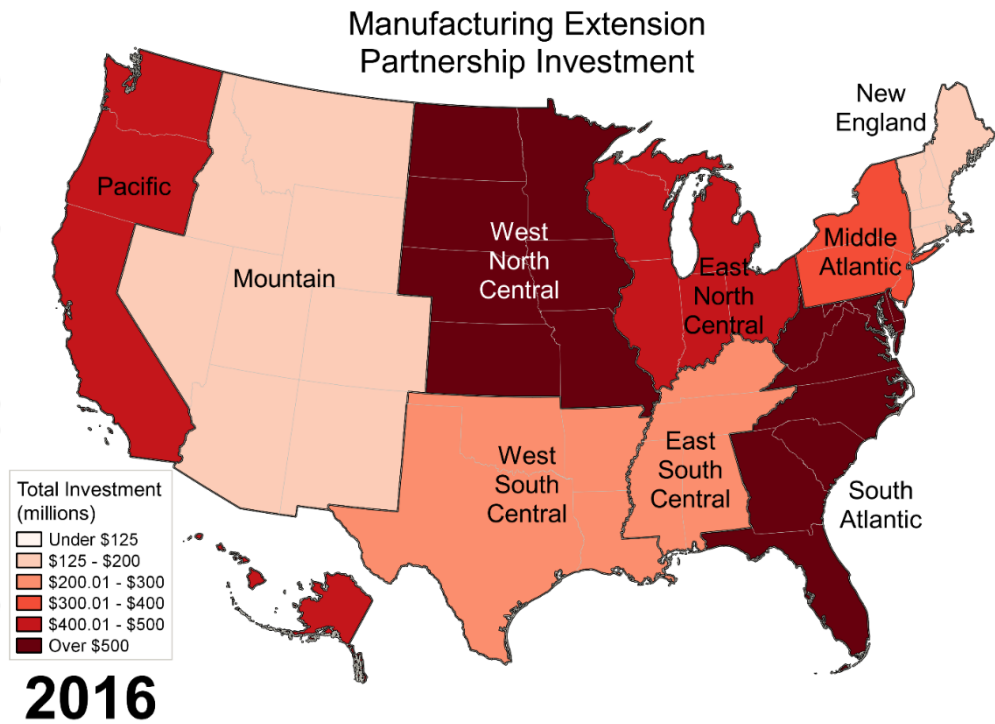 Manufacturing Extension
Partnership Investment
New
England
Pacific
West
North
Central
Middle
Atlantic
Mountain
East
North
Central
West
South
Central
East
South
Central
South
Atlantic
Total Investment
(millions)
Under $125
$125 - $200
$200.01 - $300
$300.01 - $400
$400.01 - $500
Over $500
2016